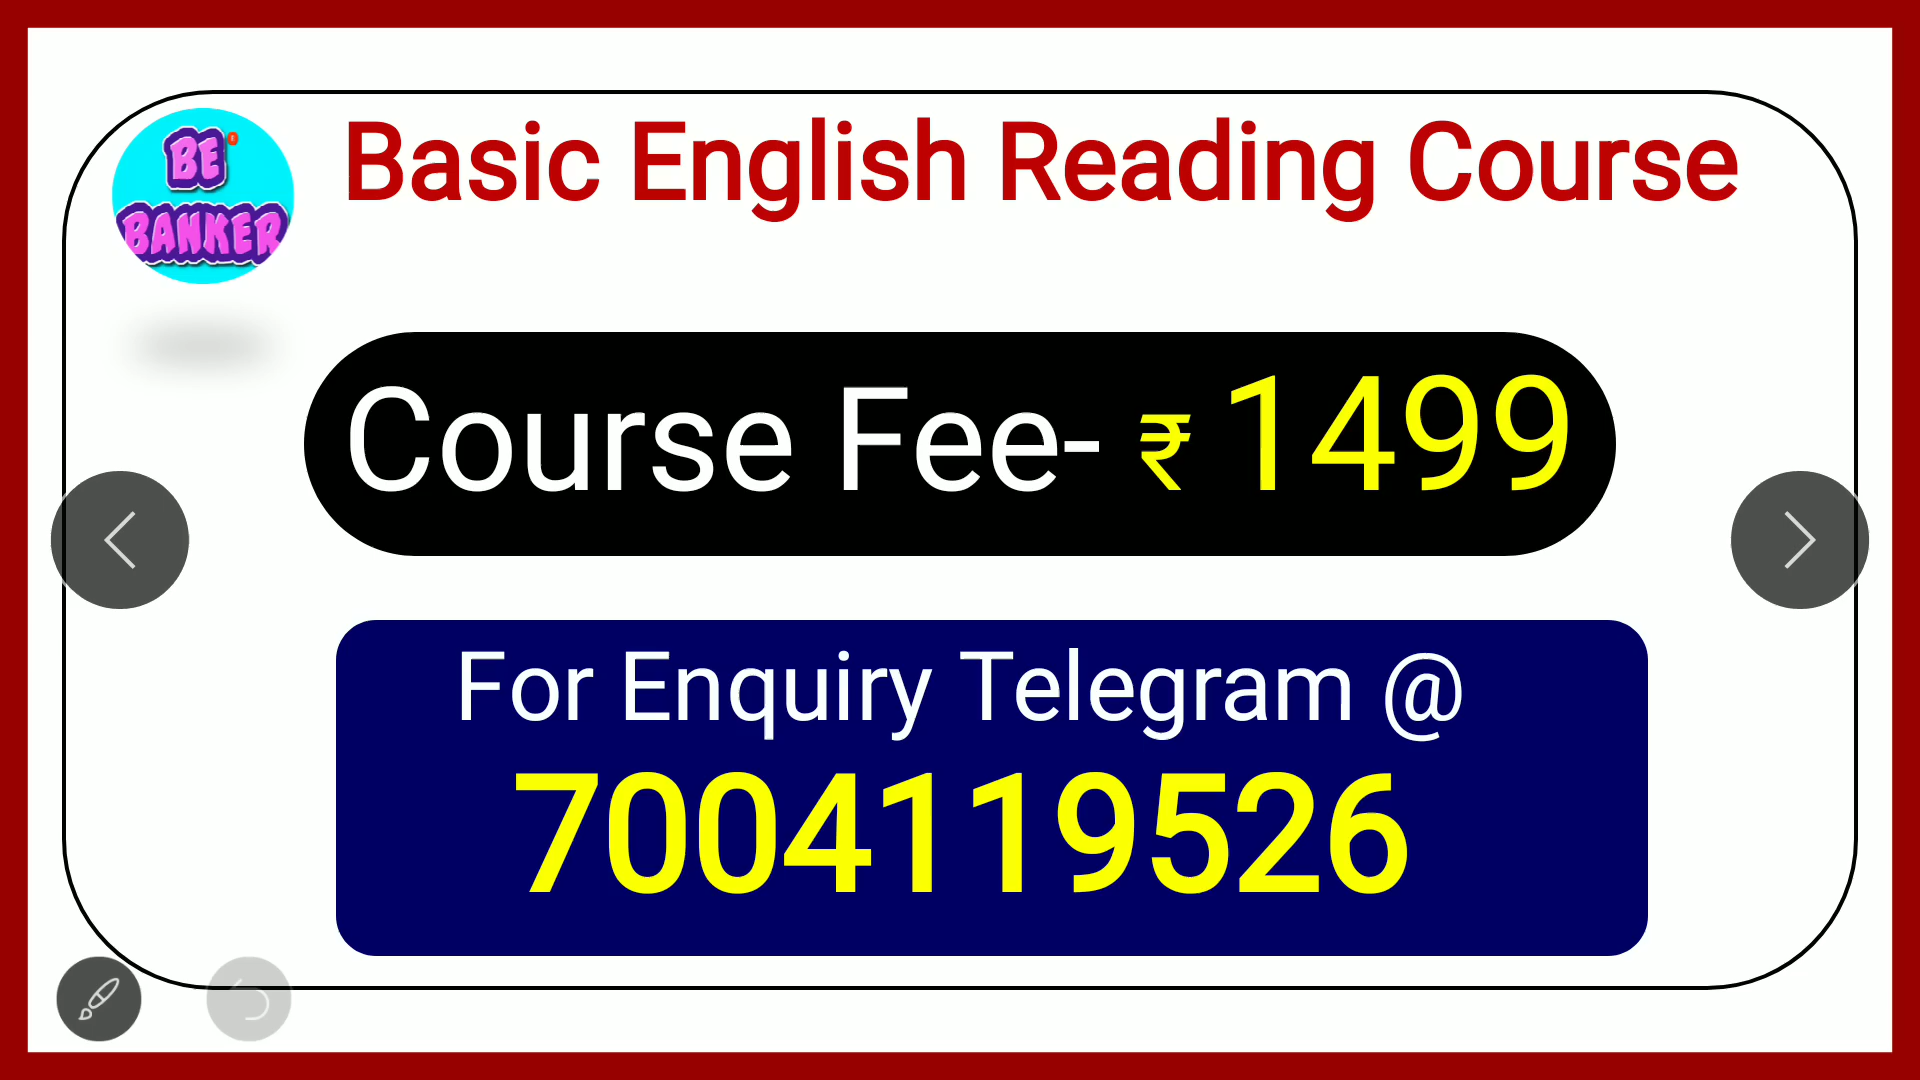 BE
BANKER
Basic English Reading Course
Course Fee- ₹ 1499
For Enquiry Telegram @
7004119526